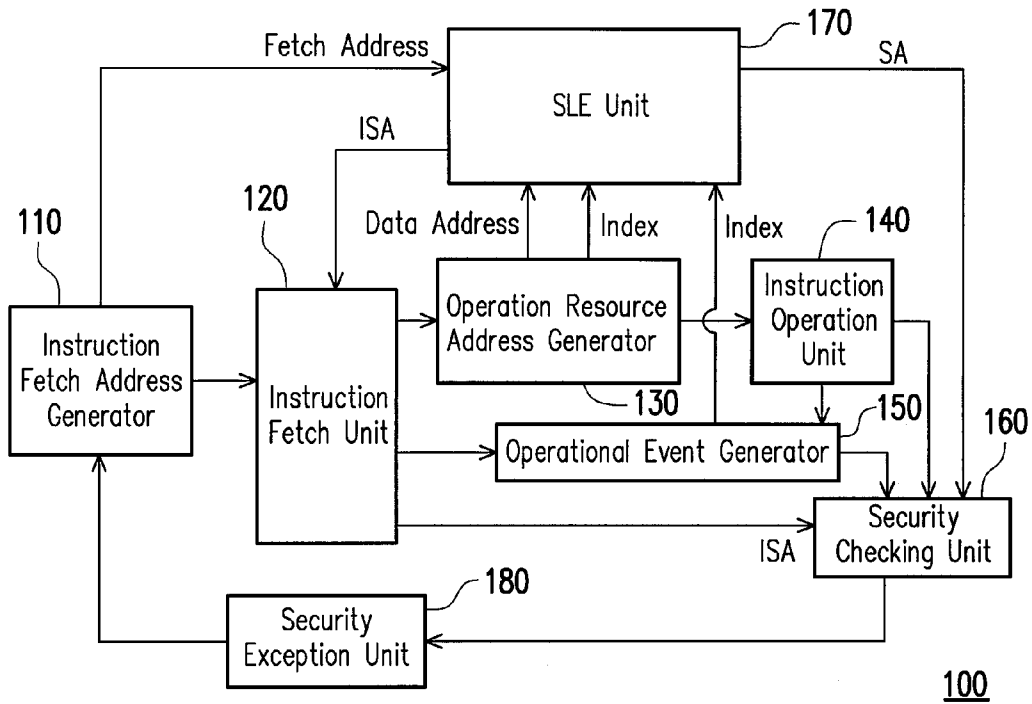 170
Fetch Address
SA
SLE Unit
ISA
120
110
Data Address
Index
Index
140
Instruction
Fetch Address
Generator
Instruction
Fetch Unit
Operation Resource
Address Generator
130
Instruction
Operation
Unit
150
Operational Event Generator
160
ISA
Security
Checking Unit
180
Security
Exception Unit
100